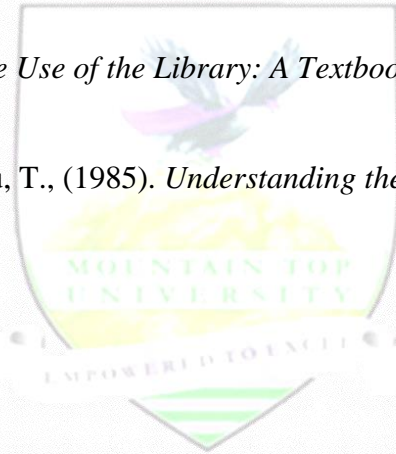 e Use of the Library: A Textboo
, T., (1985). Understanding the
MOUNTAIN TOP
UNIVERSITY
EMPOWERED TO EXCEL